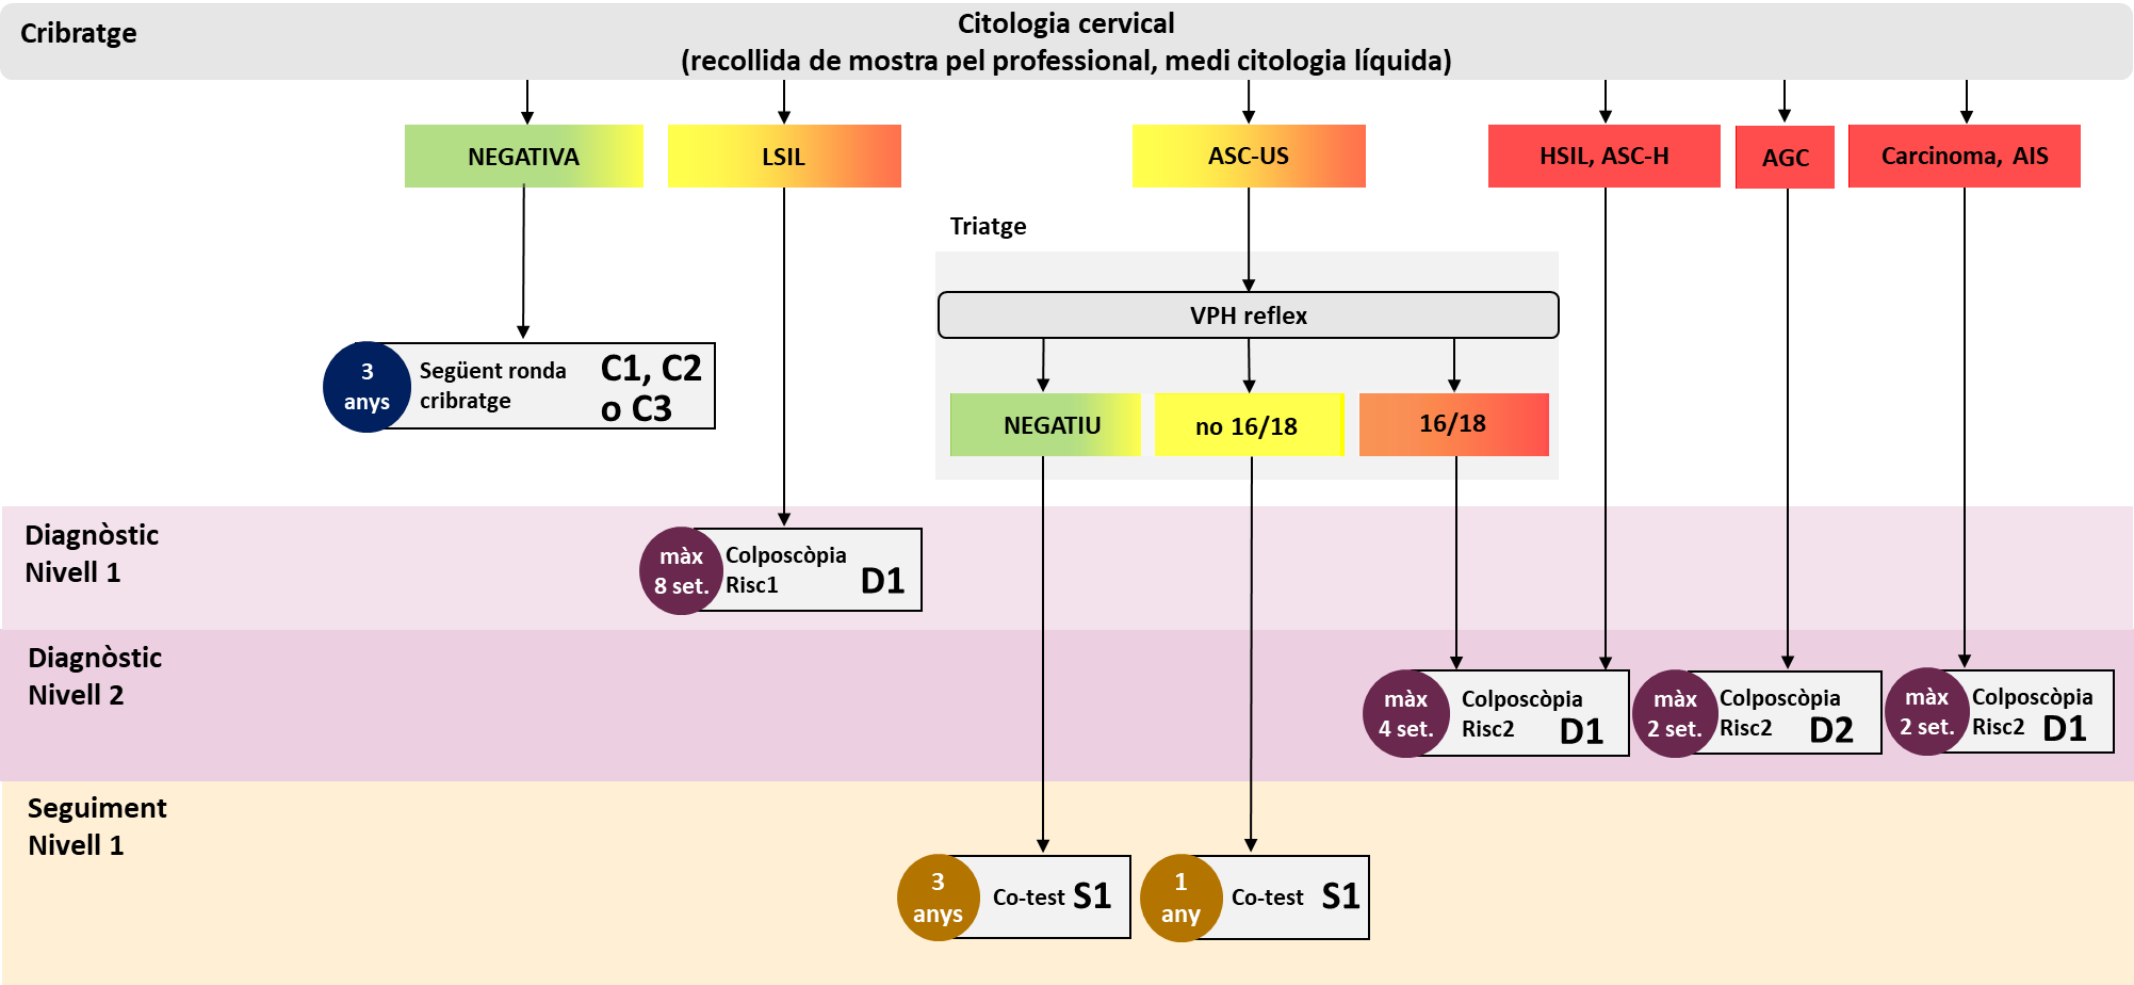 Cribratge
Citologia cervical
(recollida de mostra pel professional, medi citologia líquida)
NEGATIVA
LSIL
ASC-US
HSIL, ASC-H
AGC
Carcinoma, AIS
Triatge
VPH reflex
3
anys
Següent ronda
cribratge
C1, C2
o C3
NEGATIU
no 16/18
16/18
Diagnòstic
Nivell 1
màx
8 set.
Colposcòpia
Risc1
D1
Diagnòstic
Nivell 2
màx
4 set.
Colposcòpia
Risc2
D1
màx
2 set.
Colposcòpia
Risc2
D2
màx
2 set.
Colposcòpia
Risc2
D1
Seguiment
Nivell 1
3
anys
Co-test S1
1
any
Co-test S1